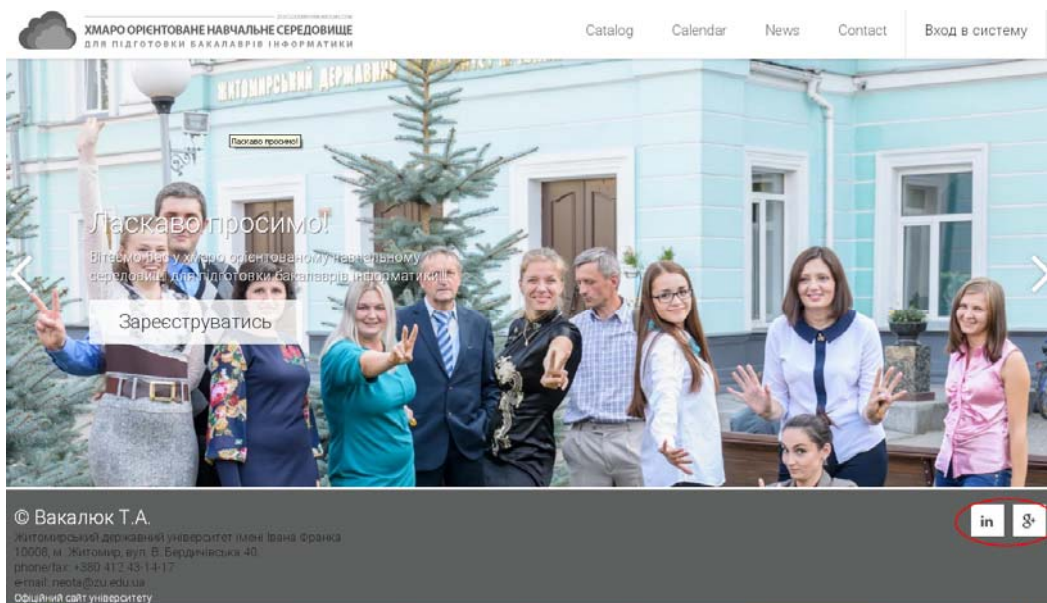 ХМАРО ОРІЄНТОВАНЕ НАВЧАЛЬНЕ СЕРЕДОВИЩЕ
ДЛЯ ПІДГОТОВКИ БАКАЛАВРІВ ІНФОРМАТИКИ
Catalog Calendar News Contact Вход в систему
ЖИТОМИРСЬКИЙ ДЕРЖАВНИЙ
Ласкаво просимо!
Ласкаво просимо!
Вітаємо Вас у хмаро орієнтованому навчальному
середовищі для підготовки бакалаврів інформатики!
Зареєструватись
© Вакалюк Т.А.
Житомирський державний університет імені Івана Франка
10008, м. Житомир, вул. В. Бердичівська 40.
phone/fax: +380 412 43-14-17
e-mail: neota@zu.edu.ua
Офіційний сайт університету
in g+